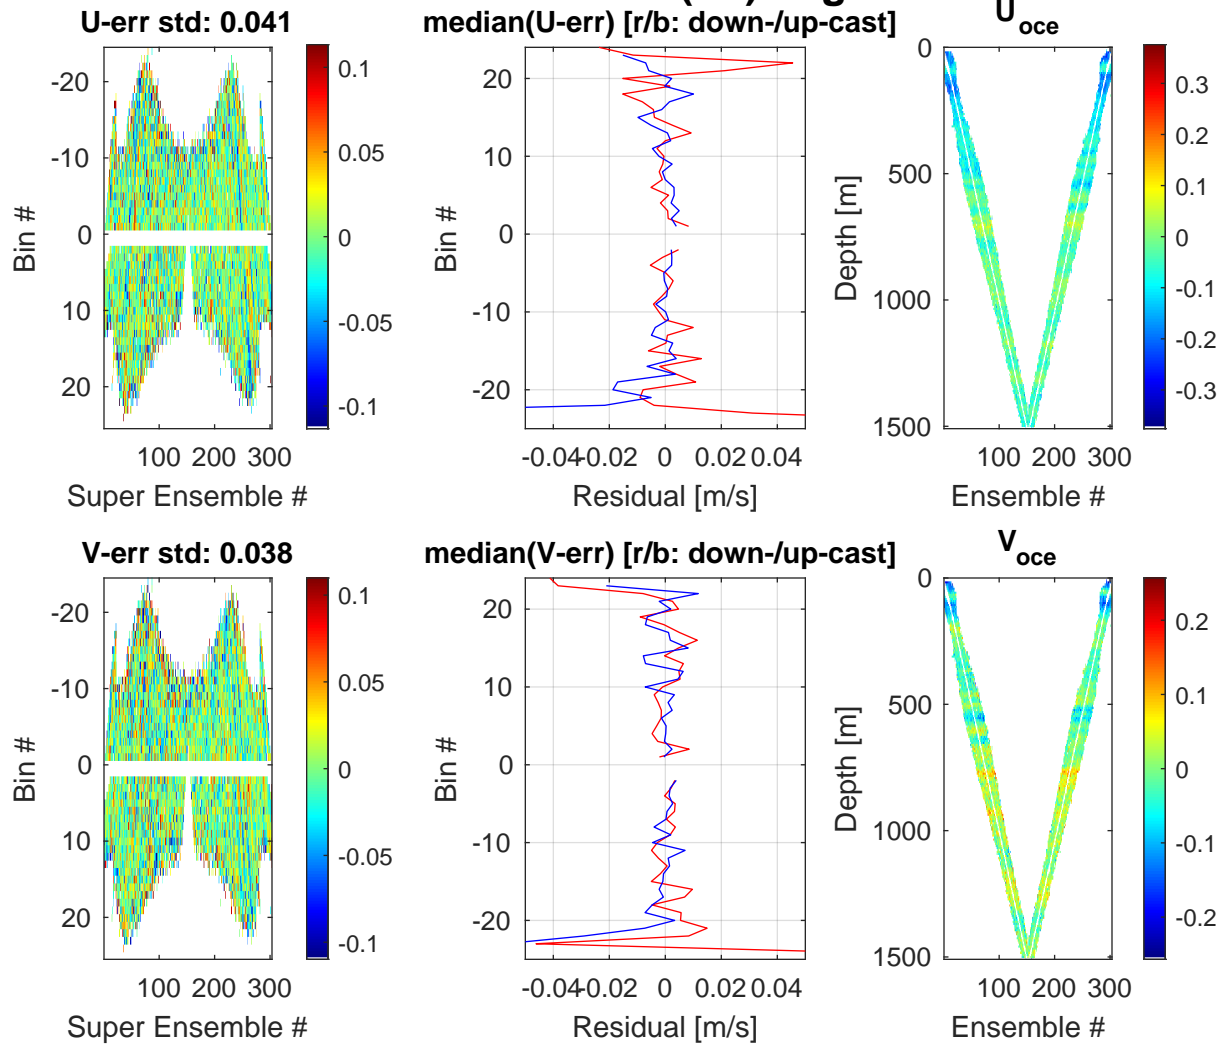 U-err std: 0.041
median(U-err) [r/b: down-/up-cast]
U_oce
-20
-10
0
10
20
Bin #
100 200 300
Super Ensemble #
0.1
0.05
0
-0.05
-0.1
20
10
0
-10
-20
Bin #
-0.04 -0.02 0 0.02 0.04
Residual [m/s]
0
500
1000
1500
Depth [m]
Ensemble #
0.3
0.2
0.1
0
-0.1
-0.2
-0.3
V-err std: 0.038
median(V-err) [r/b: down-/up-cast]
V_oce
-20
-10
0
10
20
Bin #
100 200 300
Super Ensemble #
0.1
0.05
0
-0.05
-0.1
20
10
0
-10
-20
Bin #
-0.04 -0.02 0 0.02 0.04
Residual [m/s]
0
500
1000
1500
Depth [m]
100 200 300
Ensemble #
0.2
0.1
0
-0.1
-0.2